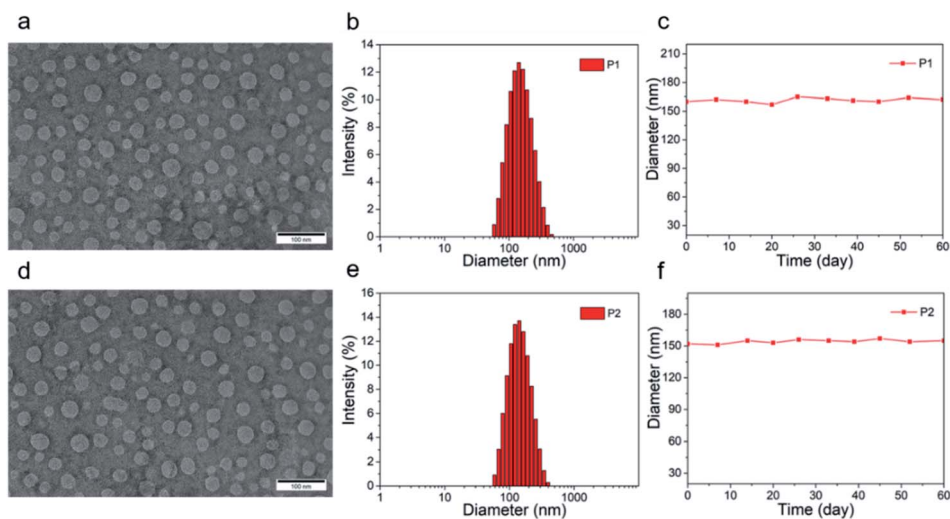 a
100 nm
b
Intensity (%)
14
12
10
8
6
4
2
0
P1
1
10
100
1000
Diameter (nm)
c
Diameter (nm)
210
180
150
120
90
60
30
P1
0
10
20
30
40
50
60
Time (day)
d
100 nm
e
Intensity (%)
16
14
12
10
8
6
4
2
0
P2
1
10
100
1000
Diameter (nm)
f
Diameter (nm)
180
150
120
90
60
30
P2
0
10
20
30
40
50
60
Time (day)